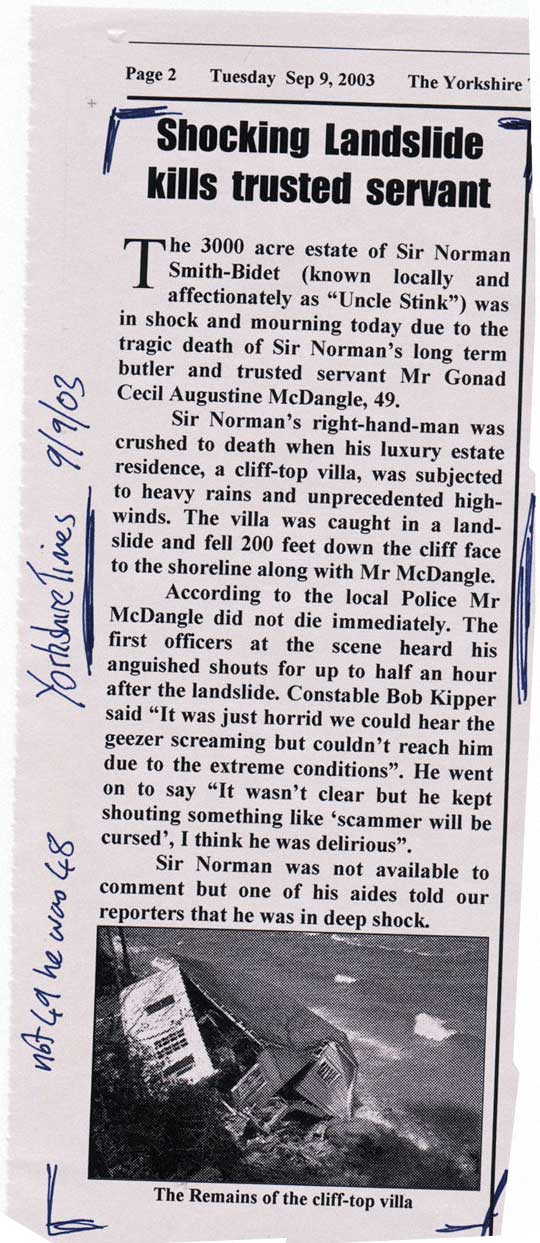 Page 2 Tuesday Sep 9, 2003 The Yorkshire
Shocking Landslide
kills trusted servant
The 3000 acre estate of Sir Norman
Smith-Bidet (known locally and
affectionately as “Uncle Stink”) was
in shock and mourning today due to the
tragic death of Sir Norman’s long term
butler and trusted servant Mr Gonad
Cecil Augustine McDangle, 49.
Sir Norman’s right-hand-man was
crushed to death when his luxury estate
residence, a cliff-top villa, was subjected
to heavy rains and unprecedented high-
winds. The villa was caught in a land-
slide and fell 200 feet down the cliff face
to the shoreline along with Mr McDangle.
According to the local Police Mr
McDangle did not die immediately. The
first officers at the scene heard his
anguished shouts for up to half an hour
after the landslide. Constable Bob Kipper
said “It was just horrid we could hear the
geezer screaming but couldn’t reach him
due to the extreme conditions”. He went
on to say “It wasn’t clear but he kept
shouting something like ‘scammer will be
cursed’, I think he was delirious”.
Sir Norman was not available to
comment but one of his aides told our
reporters that he was in deep shock.
The Remains of the cliff-top villa
Yorkshire Times 9/9/03
not 49 he was 48